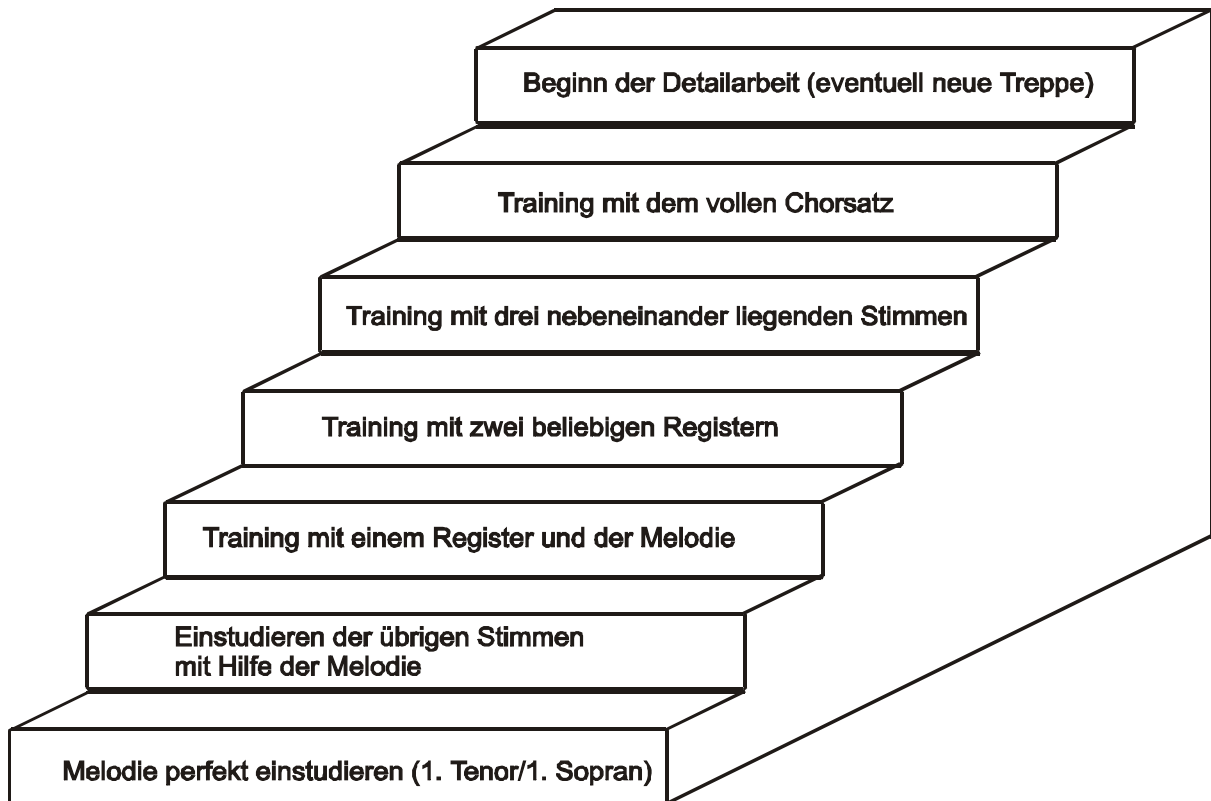 Beginn der Detailarbeit (eventuell neue Treppe)
Training mit dem vollen Chorsatz
Training mit drei nebeneinander liegenden Stimmen
Training mit zwei beliebigen Registern
Training mit einem Register und der Melodie
Einstudieren der übrigen Stimmen
mit Hilfe der Melodie
Melodie perfekt einstudieren (1. Tenor/1. Sopran)